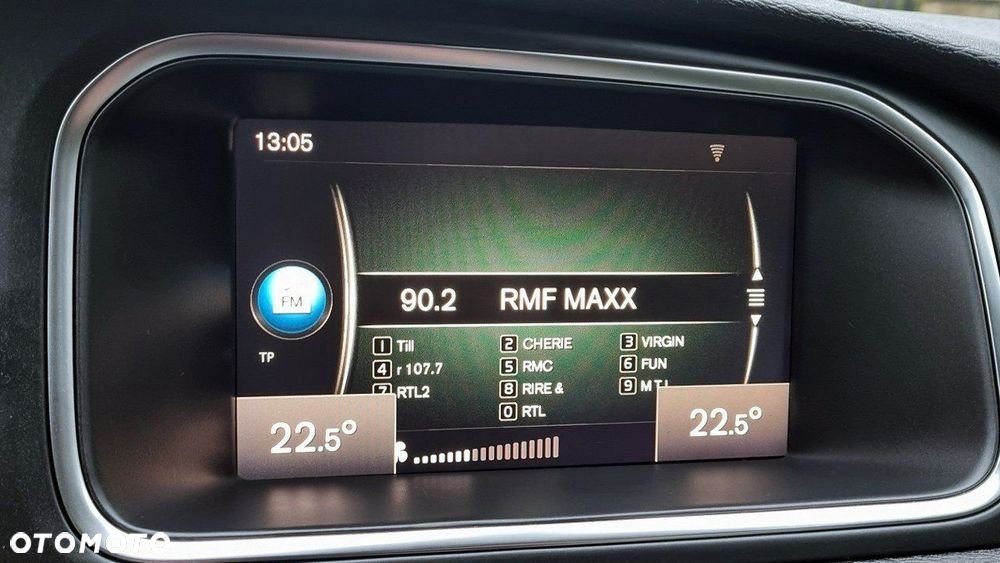 13:05
FM
90.2 RMF MAXX
1 Till 2 CHERIE 3 VIRGIN
TP
4 r 107.7 5 RMC 6 FUN
7 RTL2 8 RIRE & 9 M T I
0 RTL
22.5° 22.5°
OTOMOTO